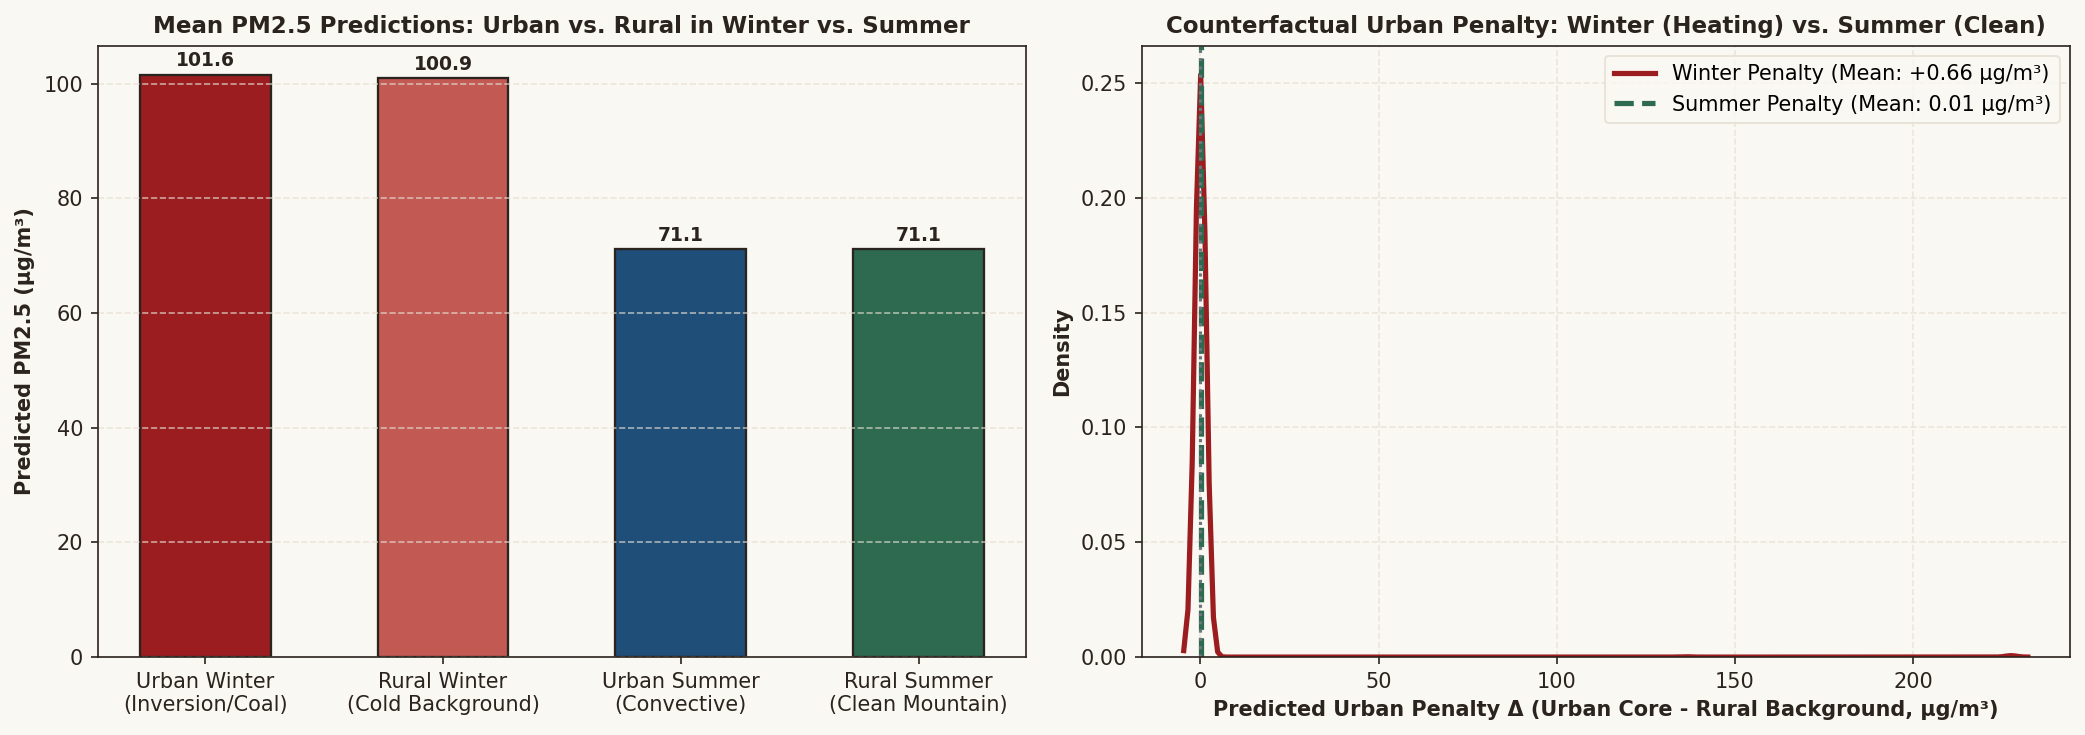 Mean PM2.5 Predictions: Urban vs. Rural in Winter vs. Summer
Predicted PM2.5 (µg/m³)
100
80
60
40
20
0
101.6
100.9
71.1
71.1
Urban Winter
(Inversion/Coal)
Rural Winter
(Cold Background)
Urban Summer
(Convective)
Rural Summer
(Clean Mountain)
Counterfactual Urban Penalty: Winter (Heating) vs. Summer (Clean)
Winter Penalty (Mean: +0.66 µg/m³)
Summer Penalty (Mean: 0.01 µg/m³)
Density
0.25
0.20
0.15
0.10
0.05
0.00
0
50
100
150
200
Predicted Urban Penalty Δ (Urban Core - Rural Background, µg/m³)